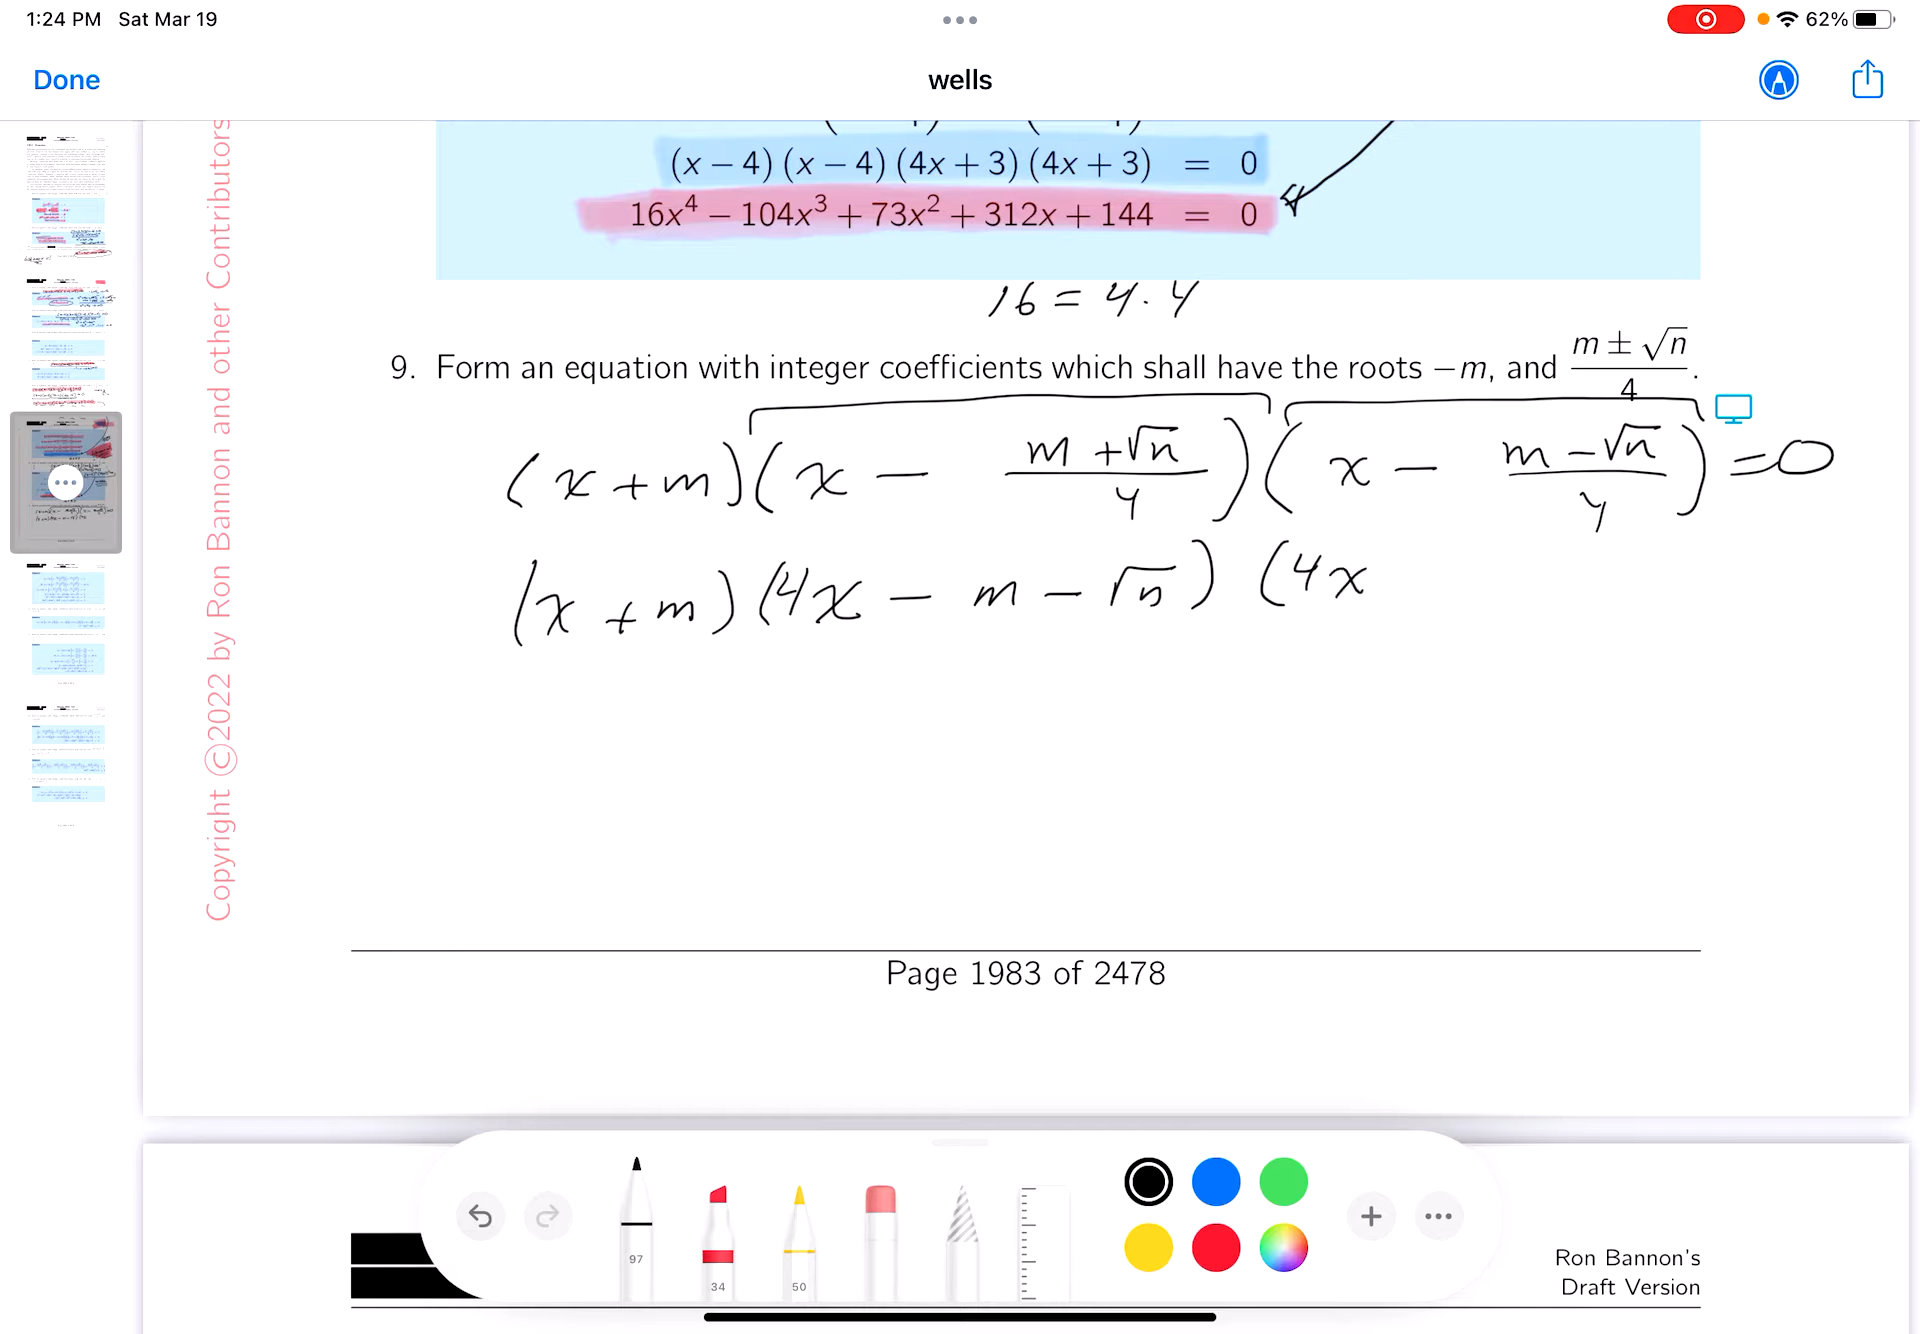 1:24 PM Sat Mar 19
62%
Done
wells
Copyright ©2022 by Ron Bannon and other Contributors
(x − 4) (x − 4) (4x + 3) (4x + 3) = 0
16x⁴ − 104x³ + 73x² + 312x + 144 = 0
16 = 4 · 4
9. Form an equation with integer coefficients which shall have the roots −m, and (m ± √n)/4.
(x + m)(x − (m + √n)/4)(x − (m − √n)/4) = 0
(x + m)(4x − m − √n) (4x
Page 1983 of 2478
97
34
50
Ron Bannon's
Draft Version